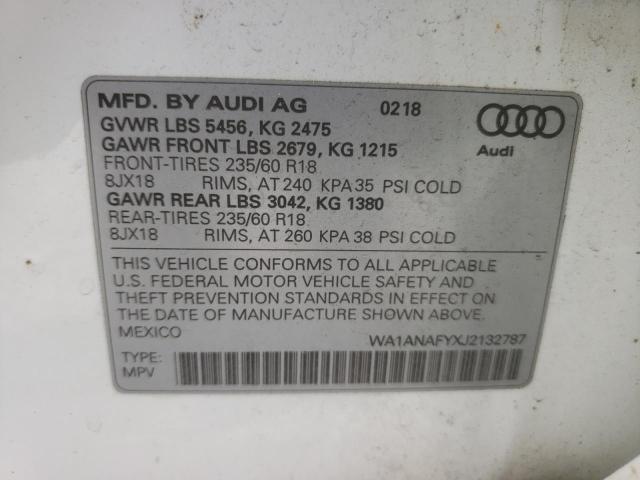 MFD. BY AUDI AG 0218
GVWR LBS 5456, KG 2475
GAWR FRONT LBS 2679, KG 1215
FRONT-TIRES 235/60 R18
8JX18 RIMS, AT 240 KPA 35 PSI COLD
GAWR REAR LBS 3042, KG 1380
REAR-TIRES 235/60 R18
8JX18 RIMS, AT 260 KPA 38 PSI COLD
Audi
THIS VEHICLE CONFORMS TO ALL APPLICABLE
U.S. FEDERAL MOTOR VEHICLE SAFETY AND
THEFT PREVENTION STANDARDS IN EFFECT ON
THE DATE OF MANUFACTURE SHOWN ABOVE.
MEXICO WA1ANAFYXJ2132787
TYPE:
MPV